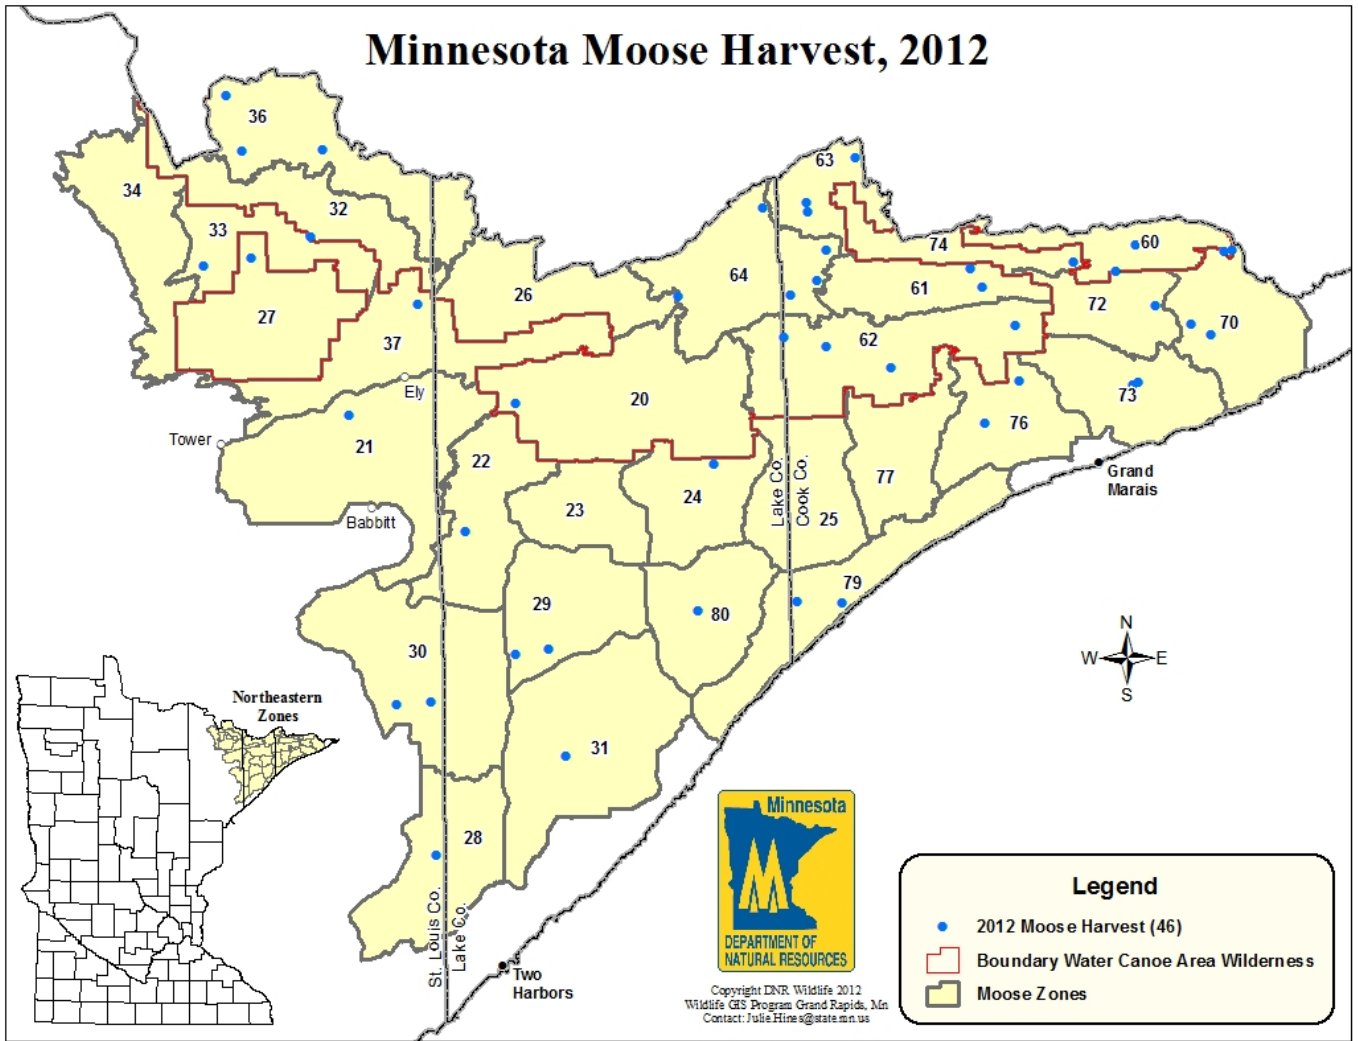 Minnesota Moose Harvest, 2012
36
63
34
32
33
74
60
64
26
61
27
72
70
37
62
Ely
20
73
Tower
21
76
22
Lake Co.
Cook Co.
Grand
Marais
77
24
23
25
Babbitt
79
29
80
30
N
W
E
S
Northeastern
Zones
31
28
St. Louis Co.
Lake Co.
Two
Harbors
Minnesota
DEPARTMENT OF
NATURAL RESOURCES
Copyright DNR Wildlife 2012
Wildlife GIS Program Grand Rapids, Mn
Contact: Julie.Hines@state.mn.us
Legend
2012 Moose Harvest (46)
Boundary Water Canoe Area Wilderness
Moose Zones